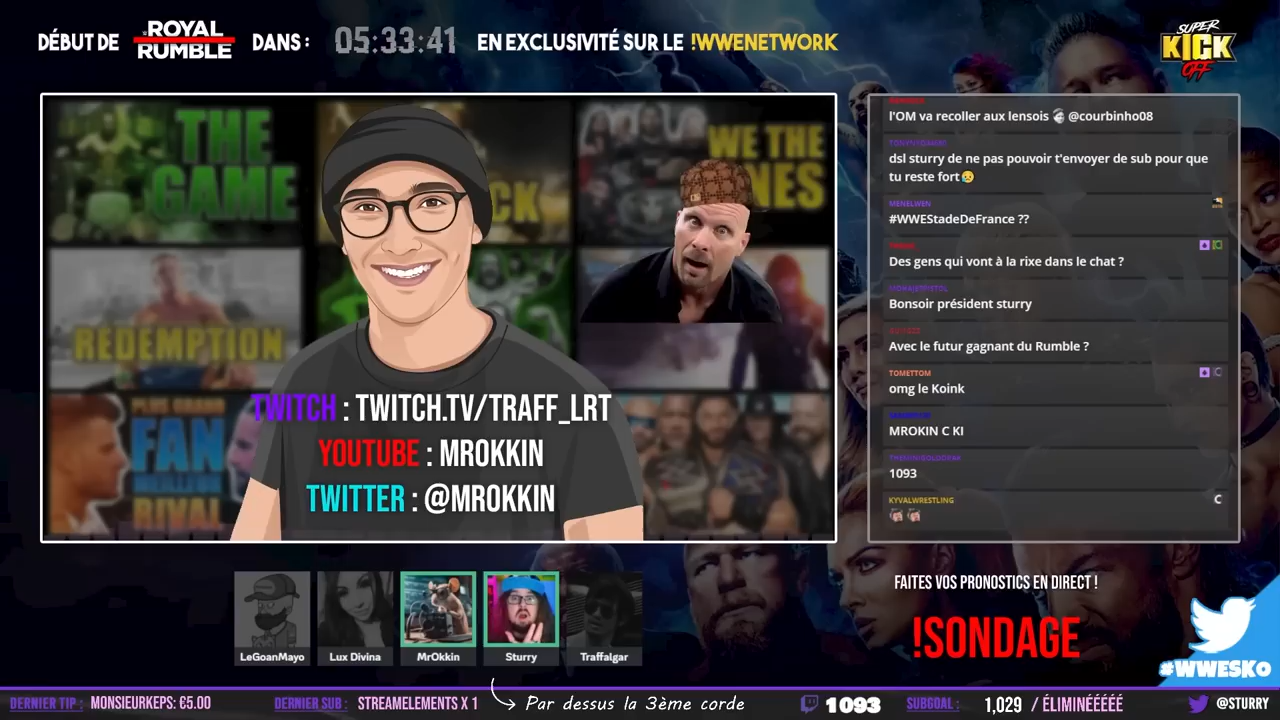 DÉBUT DE ROYAL RUMBLE DANS : 05:33:41 EN EXCLUSIVITÉ SUR LE !WWENETWORK
SUPER KICK OFF
THE GAME
WE THE
REDEMPTION
PLUS GRAND
FAN
RIVAL
TWITCH : TWITCH.TV/TRAFF_LRT
YOUTUBE : MROKKIN
TWITTER : @MROKKIN
l'OM va recoller aux lensois @courbinho08
dsl sturry de ne pas pouvoir t'envoyer de sub pour que
tu reste fort😥
MENELWEN
#WWEStadeDeFrance ??
Des gens qui vont à la rixe dans le chat ?
Bonsoir président sturry
Avec le futur gagnant du Rumble ?
TOMETTOM
omg le Koink
MROKIN C KI
1093
KYVALWRESTLING
LeGoanMayo Lux Divina MrOkkin Sturry Traffalgar
FAITES VOS PRONOSTICS EN DIRECT !
!SONDAGE
#WWESKO
DERNIER TIP : MONSIEURKEPS: €5.00 DERNIER SUB : STREAMELEMENTS X 1 Par dessus la 3ème corde 1093 SUBGOAL : 1,029 / ÉLIMINÉÉÉÉÉ @STURRY